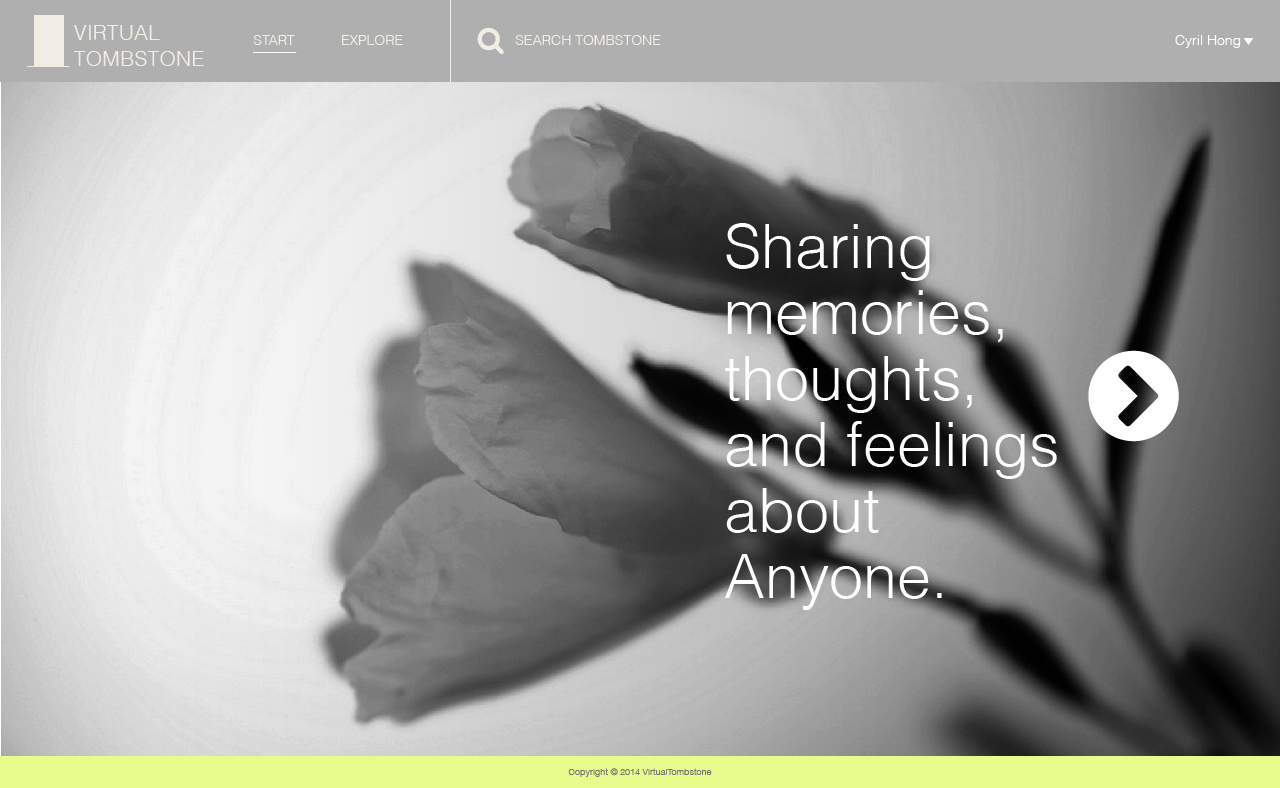 VIRTUAL
TOMBSTONE
START
EXPLORE
SEARCH TOMBSTONE
Cyril Hong
Sharing
memories,
thoughts,
and feelings
about
Anyone.
Copyright © 2014 VirtualTombstone